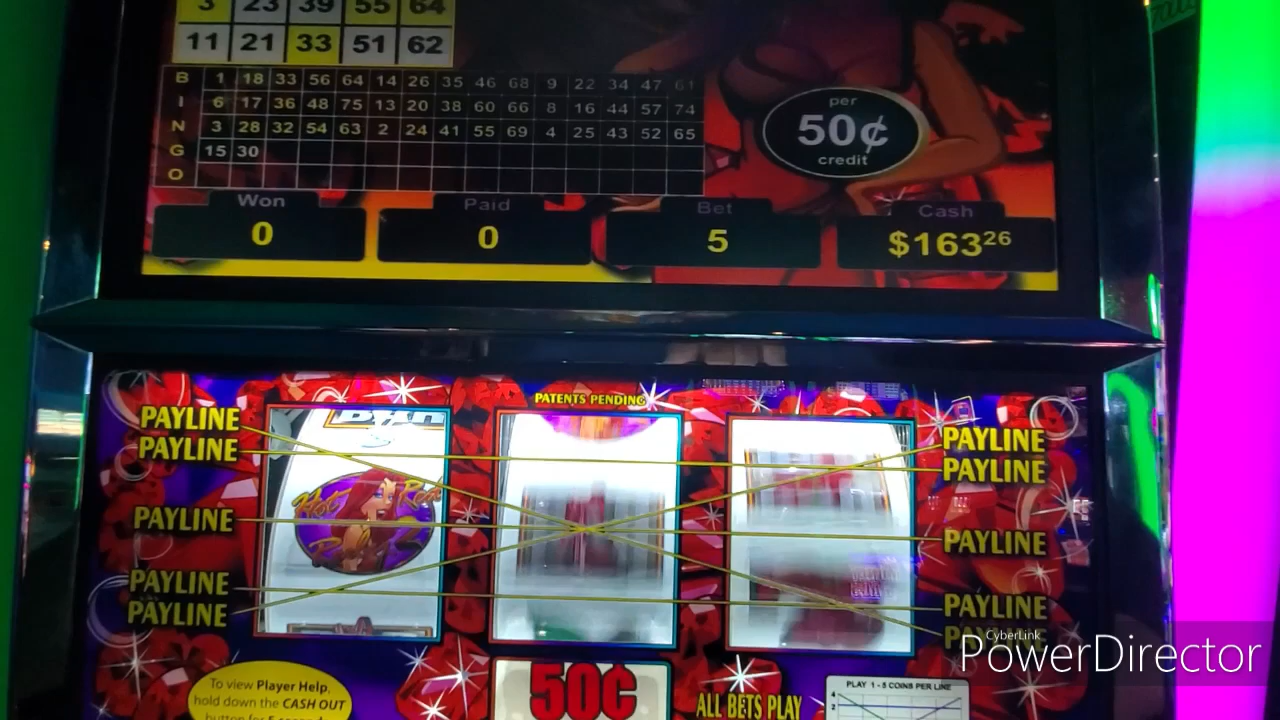 3 23 39 55 64
11 21 33 51 62
B 1 18 33 56 64 14 26 35 46 68 9 22 34 47 61
I 6 17 36 48 75 13 20 38 60 66 8 16 44 57 74
N 3 28 32 54 63 2 24 41 55 69 4 25 43 52 65
G 15 30
O
per
50¢
credit
Won Paid Bet Cash
0 0 5 $163.26
PATENTS PENDING
PAYLINE PAYLINE
PAYLINE PAYLINE
PAYLINE PAYLINE
PAYLINE PAYLINE
PAYLINE
Hot Red
CyberLink
PowerDirector
To view Player Help,
hold down the CASH OUT
50¢
ALL BETS PLAY
PLAY 1 - 5 COINS PER LINE
4
2